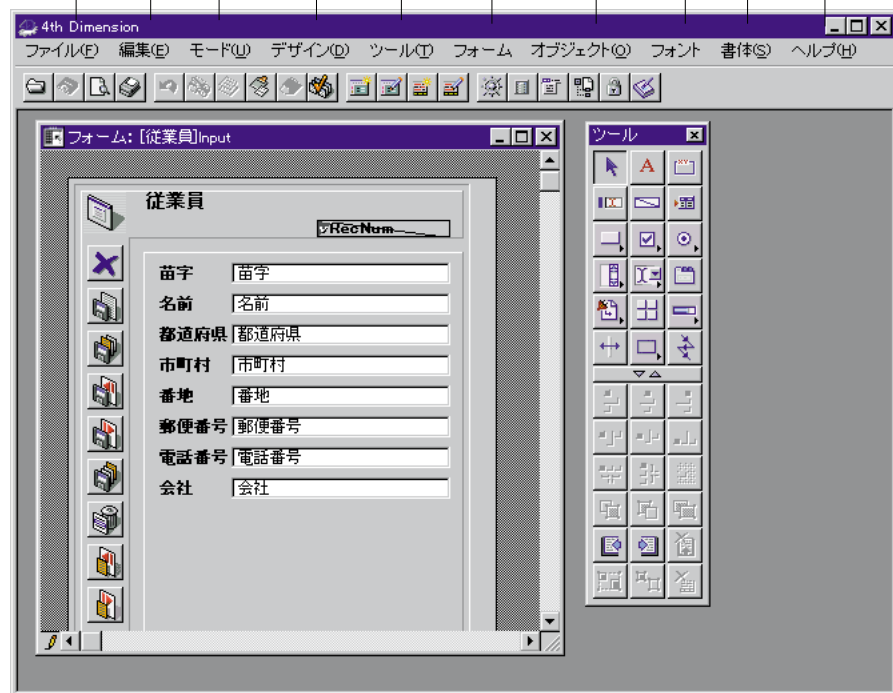 4th Dimension
ファイル(F) 編集(E) モード(U) デザイン(D) ツール(T) フォーム オブジェクト(O) フォント 書体(S) ヘルプ(H)
フォーム: [従業員]Input
ツール
従業員
vRecNum
苗字 苗字
名前 名前
都道府県 都道府県
市町村 市町村
番地 番地
郵便番号 郵便番号
電話番号 電話番号
会社 会社